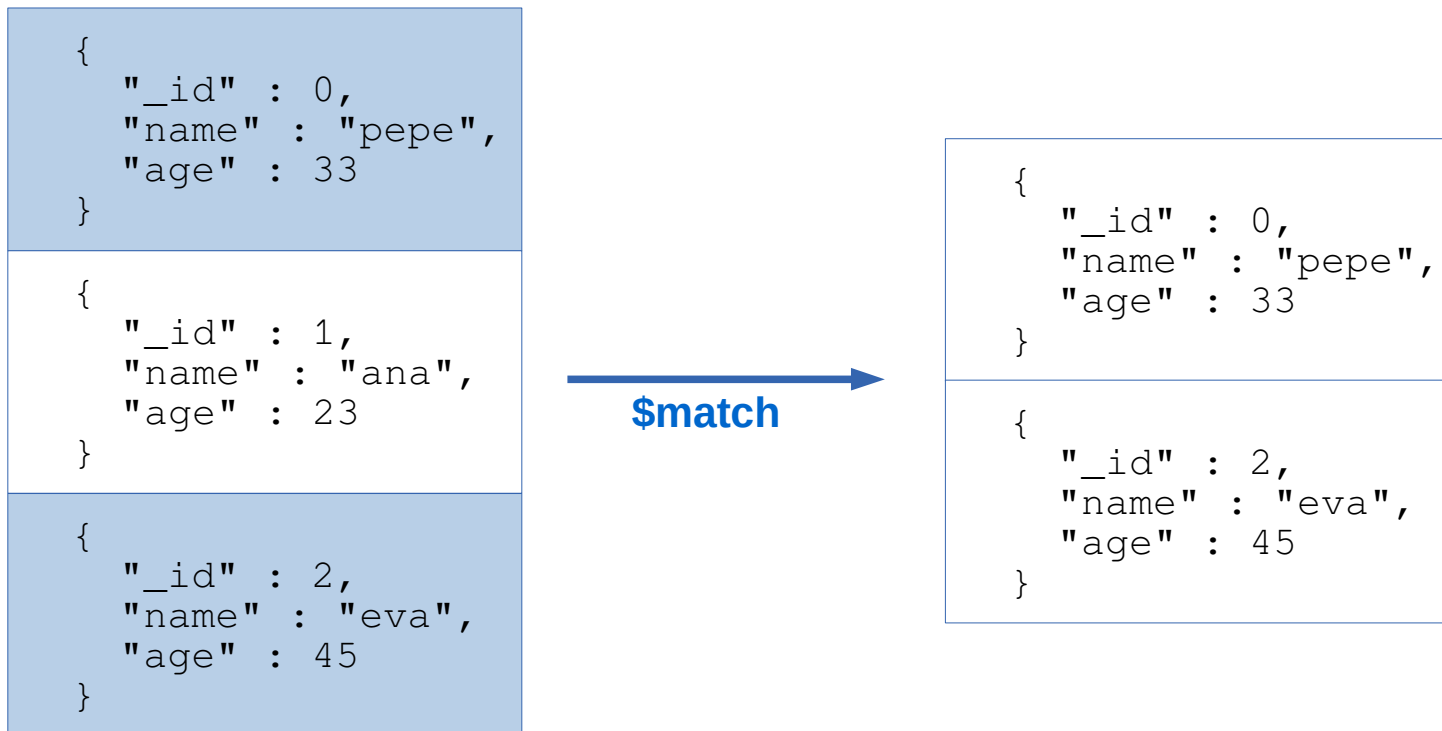 {
"_id" : 0,
"name" : "pepe",
"age" : 33
}
{
"_id" : 1,
"name" : "ana",
"age" : 23
}
{
"_id" : 2,
"name" : "eva",
"age" : 45
}
$match
{
"_id" : 0,
"name" : "pepe",
"age" : 33
}
{
"_id" : 2,
"name" : "eva",
"age" : 45
}